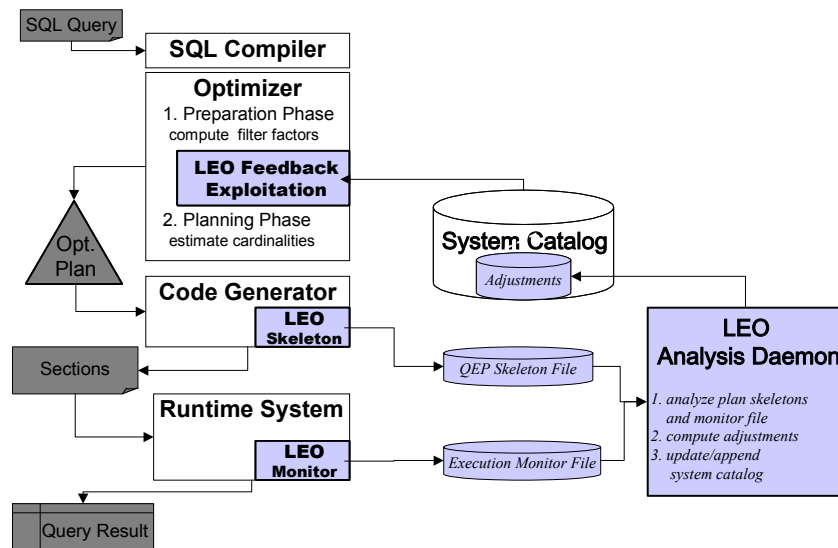 SQL Query
SQL Compiler
Optimizer
1. Preparation Phase
compute filter factors
LEO Feedback
Exploitation
2. Planning Phase
estimate cardinalities
Opt.
Plan
System Catalog
Adjustments
Code Generator
LEO
Skeleton
QEP Skeleton File
LEO
Analysis Daemon
1. analyze plan skeletons
and monitor file
2. compute adjustments
3. update/append
system catalog
Sections
Runtime System
LEO
Monitor
Execution Monitor File
Query Result